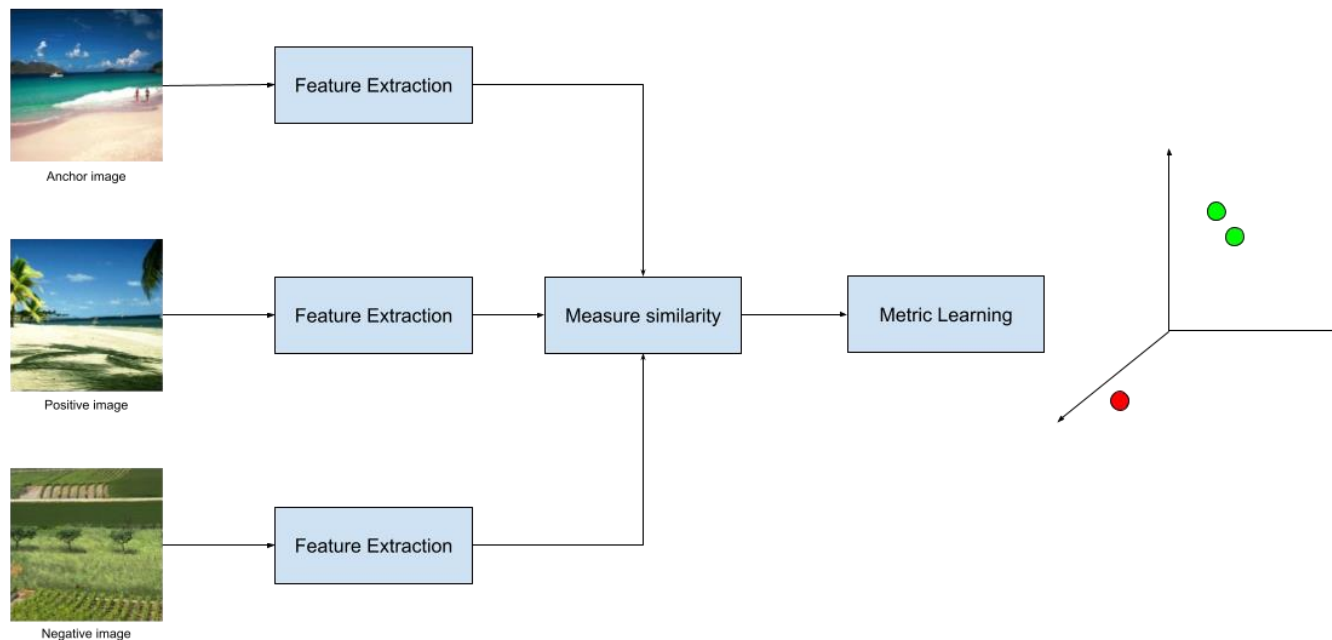 Feature Extraction
Anchor image
Feature Extraction
Measure similarity
Metric Learning
Positive image
Feature Extraction
Negative image